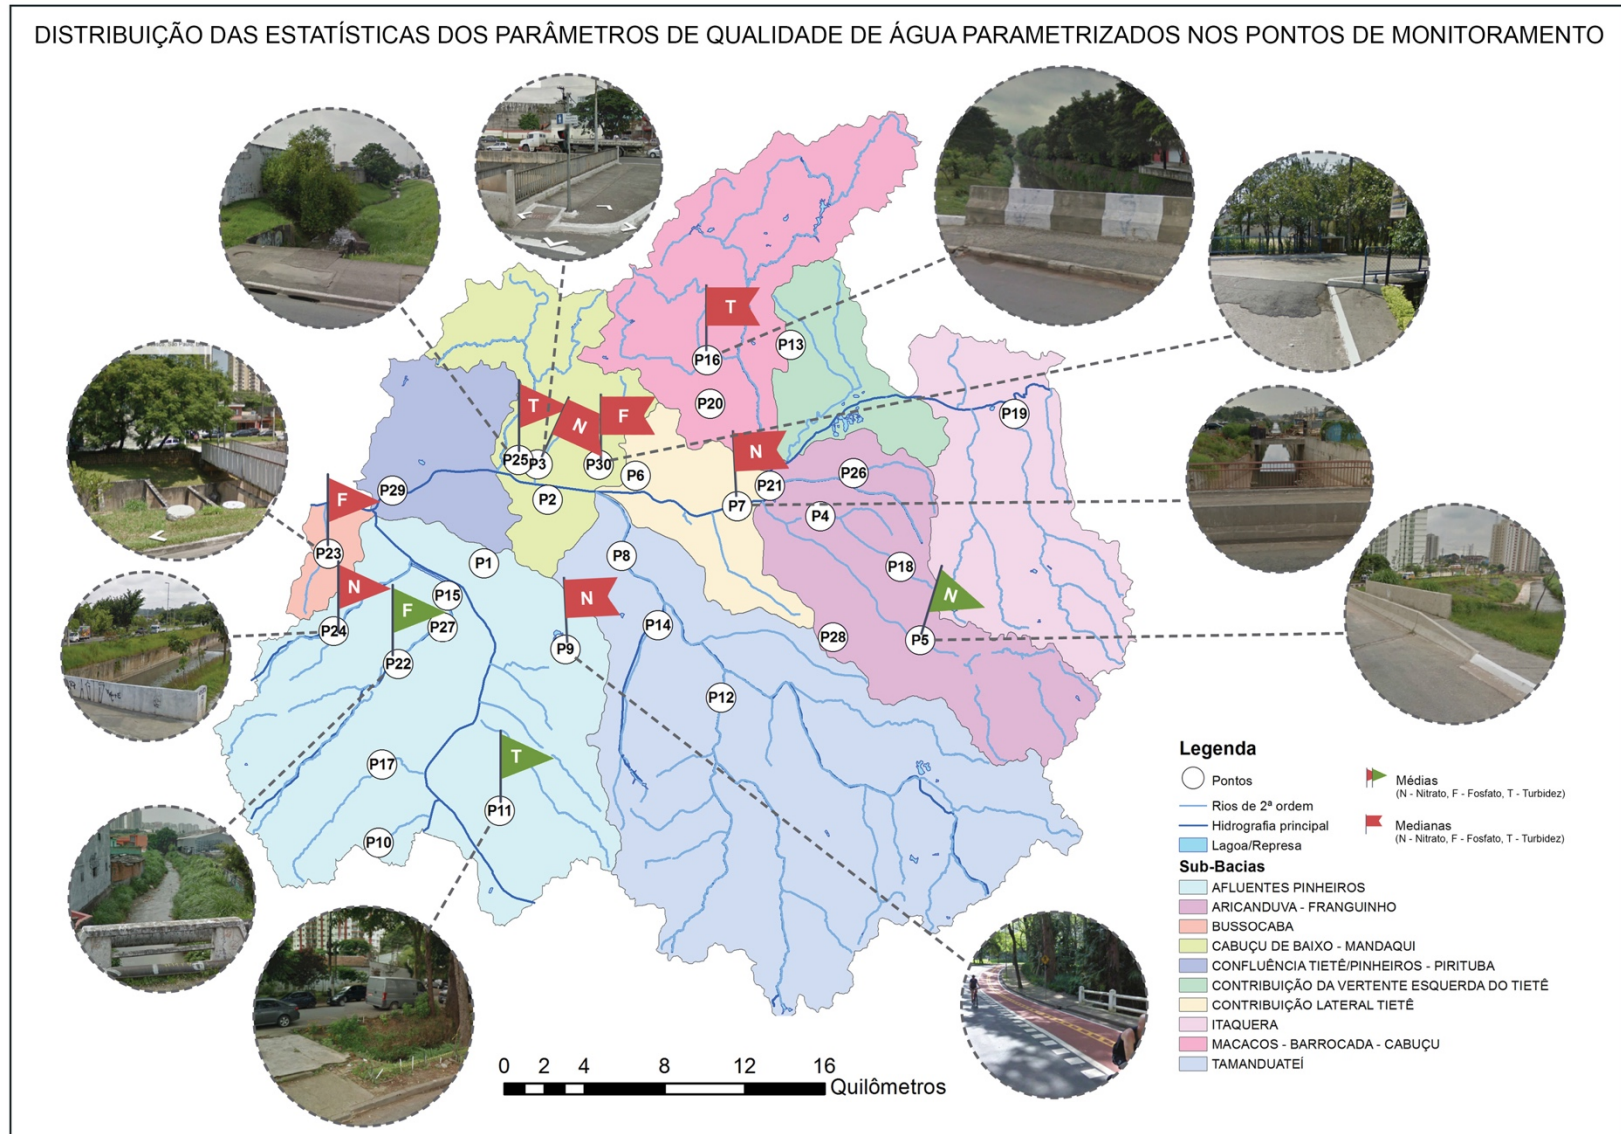 DISTRIBUIÇÃO DAS ESTATÍSTICAS DOS PARÂMETROS DE QUALIDADE DE ÁGUA PARAMETRIZADOS NOS PONTOS DE MONITORAMENTO
T
P16
P13
P20
P19
T
N
F
P25
P3
P30
P6
N
P21
P26
P29
P2
P7
P4
F
P23
P1
P8
P18
N
P15
F
P27
N
N
P24
P22
P9
P14
P28
P5
P12
T
P17
P11
P10
Legenda
Pontos
Rios de 2ª ordem
Hidrografia principal
Lagoa/Represa
Médias
(N - Nitrato, F - Fosfato, T - Turbidez)
Medianas
(N - Nitrato, F - Fosfato, T - Turbidez)
Sub-Bacias
AFLUENTES PINHEIROS
ARICANDUVA - FRANGUINHO
BUSSOCABA
CABUÇU DE BAIXO - MANDAQUI
CONFLUÊNCIA TIETÊ/PINHEIROS - PIRITUBA
CONTRIBUIÇÃO DA VERTENTE ESQUERDA DO TIETÊ
CONTRIBUIÇÃO LATERAL TIETÊ
ITAQUERA
MACACOS - BARROCADA - CABUÇU
TAMANDUATEÍ
0 2 4 8 12 16
Quilômetros